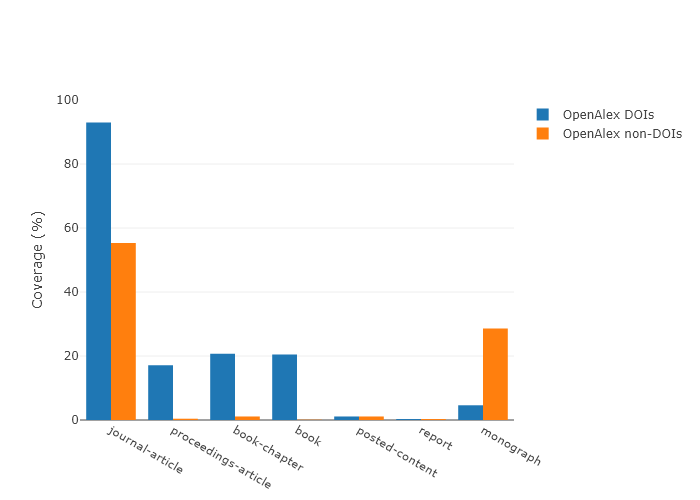 100
80
60
40
20
0
Coverage (%)
journal-article
proceedings-article
book-chapter
book
posted-content
report
monograph
OpenAlex DOIs
OpenAlex non-DOIs